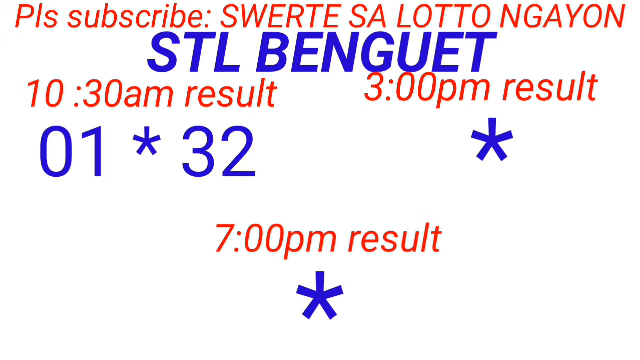 Pls subscribe: SWERTE SA LOTTO NGAYON
STL BENGUET
10 :30am result
3:00pm result
01 * 32
*
7:00pm result
*